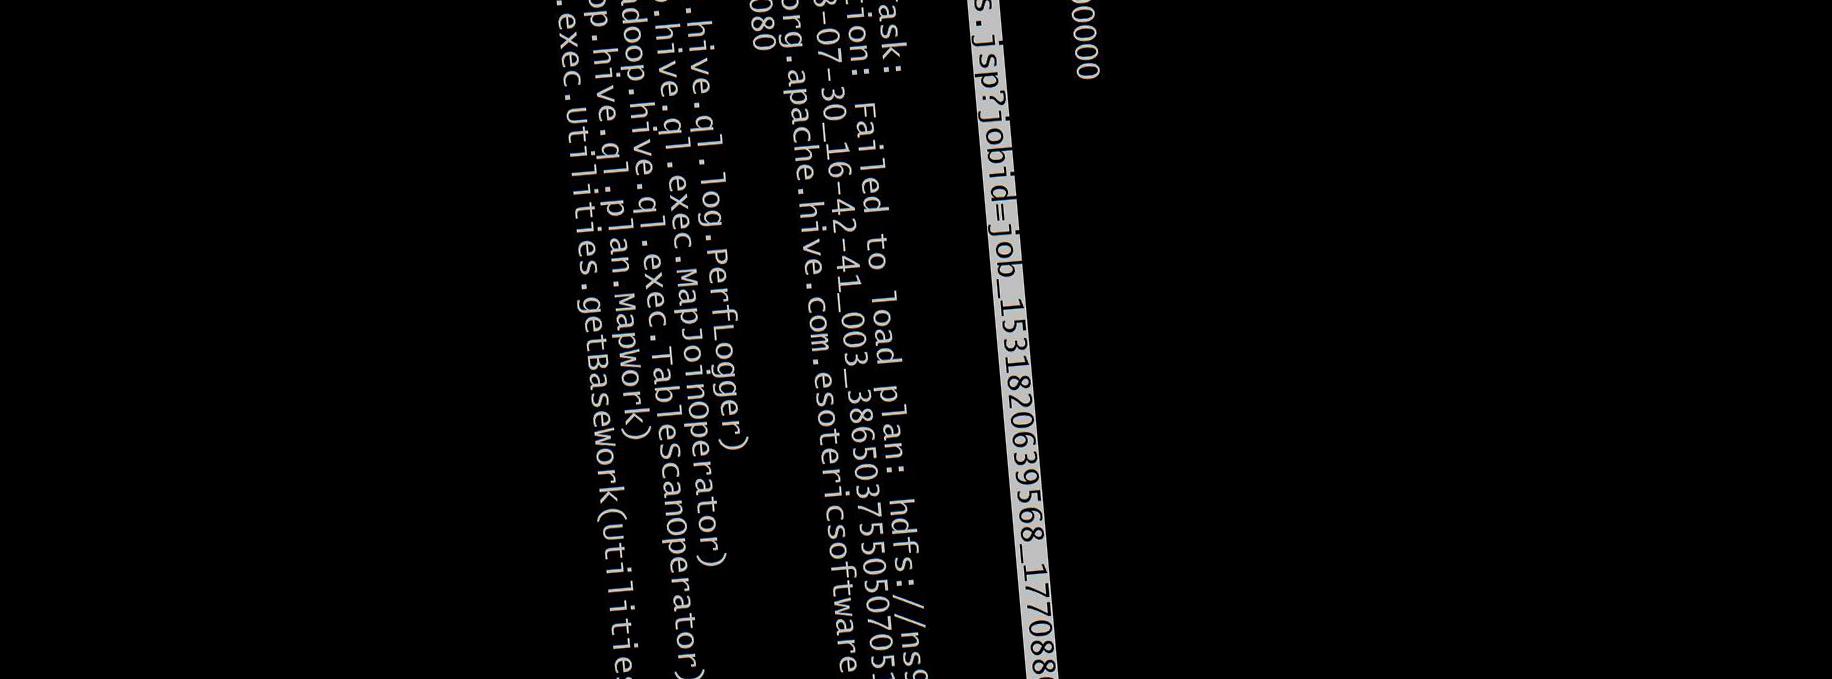 00000
s.jsp?jobid=job_1531820639568_177088
ask:
ion: Failed to load plan: hdfs://ns
8-07-30_16-42-41_003_386503755050705
org.apache.hive.com.esotericsoftware
080
.hive.ql.log.PerfLogger)
.hive.ql.exec.MapJoinOperator)
adoop.hive.ql.exec.TableScanOperator)
op.hive.ql.plan.MapWork)
.exec.Utilities.getBaseWork(Utilities